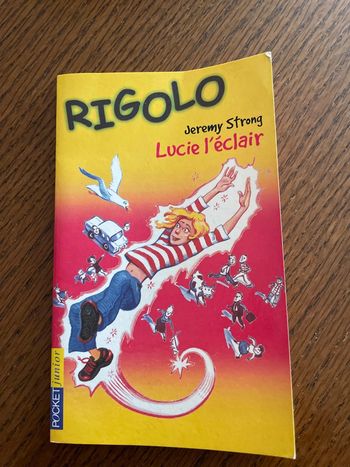 RIGOLO
Jeremy Strong
Lucie l'éclair
POCKET junior